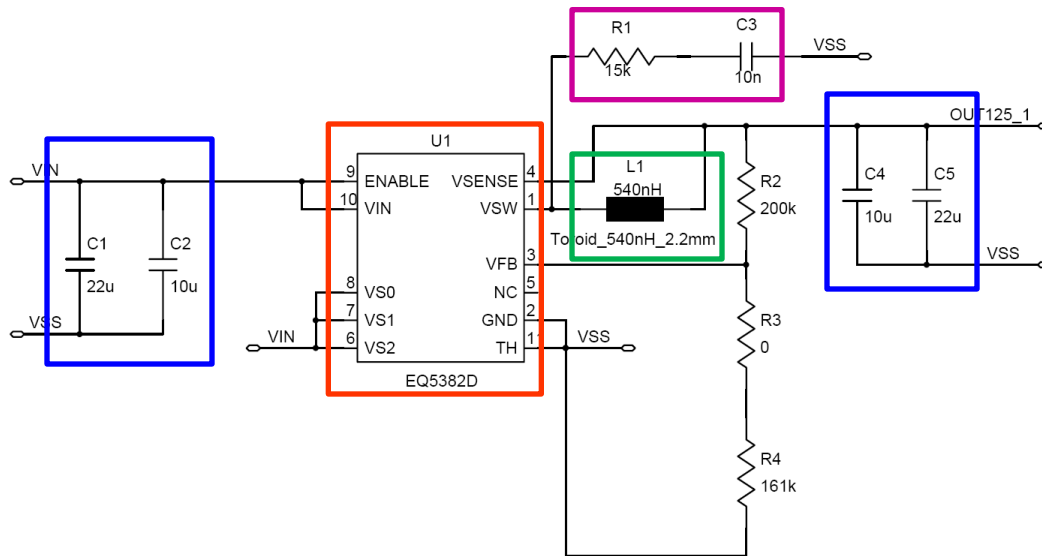 R1
15k
C3
10n
VSS
OUT125_1
VIN
C1
22u
C2
10u
VSS
U1
9 ENABLE
10 VIN
8 VS0
7 VS1
6 VS2
VSENSE 4
VSW 1
VFB 3
NC 5
GND 2
TH 11
EQ5382D
VIN
VSS
L1
540nH
Toroid_540nH_2.2mm
R2
200k
R3
0
R4
161k
C4
10u
C5
22u
VSS